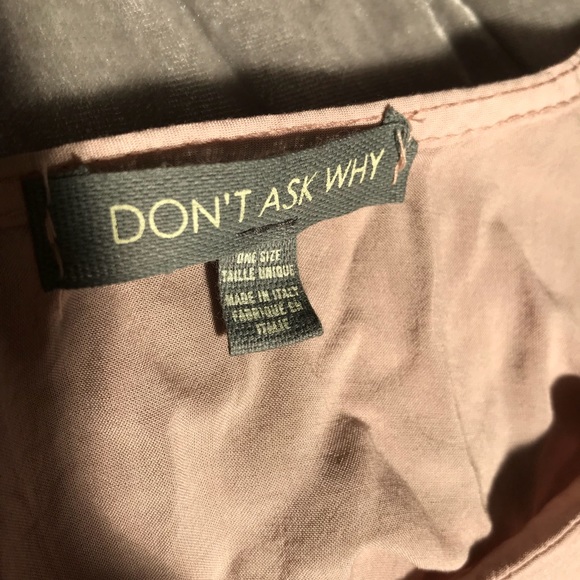 DON'T ASK WHY
ONE SIZE
TAILLE UNIQUE
MADE IN ITALY
FABRIQUE EN
ITALIE